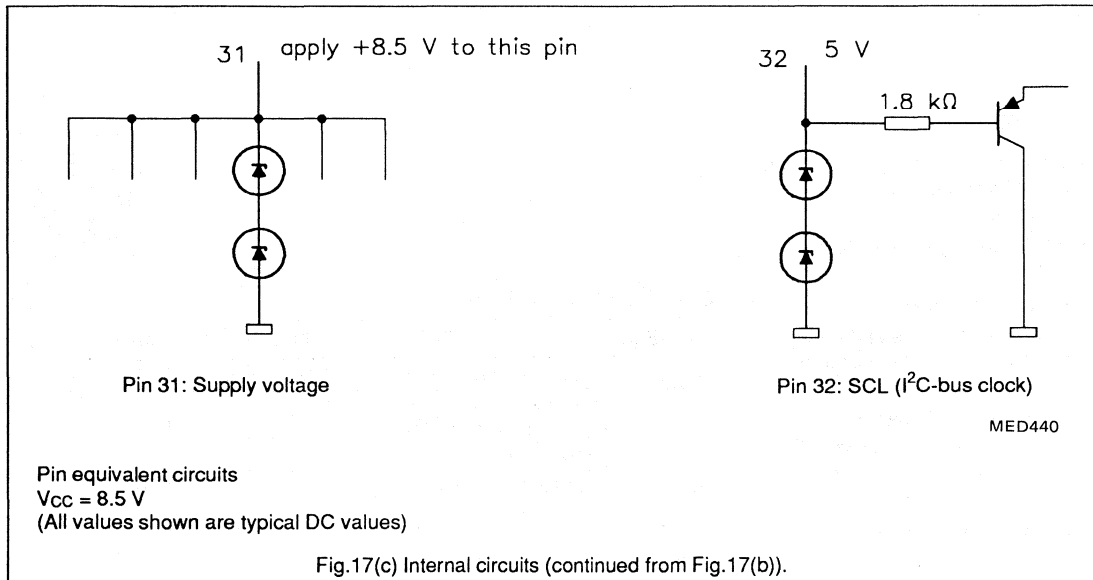 31 apply +8.5 V to this pin
32 5 V
1.8 kΩ
Pin 31: Supply voltage
Pin 32: SCL (I²C-bus clock)
MED440
Pin equivalent circuits
VCC = 8.5 V
(All values shown are typical DC values)
Fig.17(c) Internal circuits (continued from Fig.17(b)).